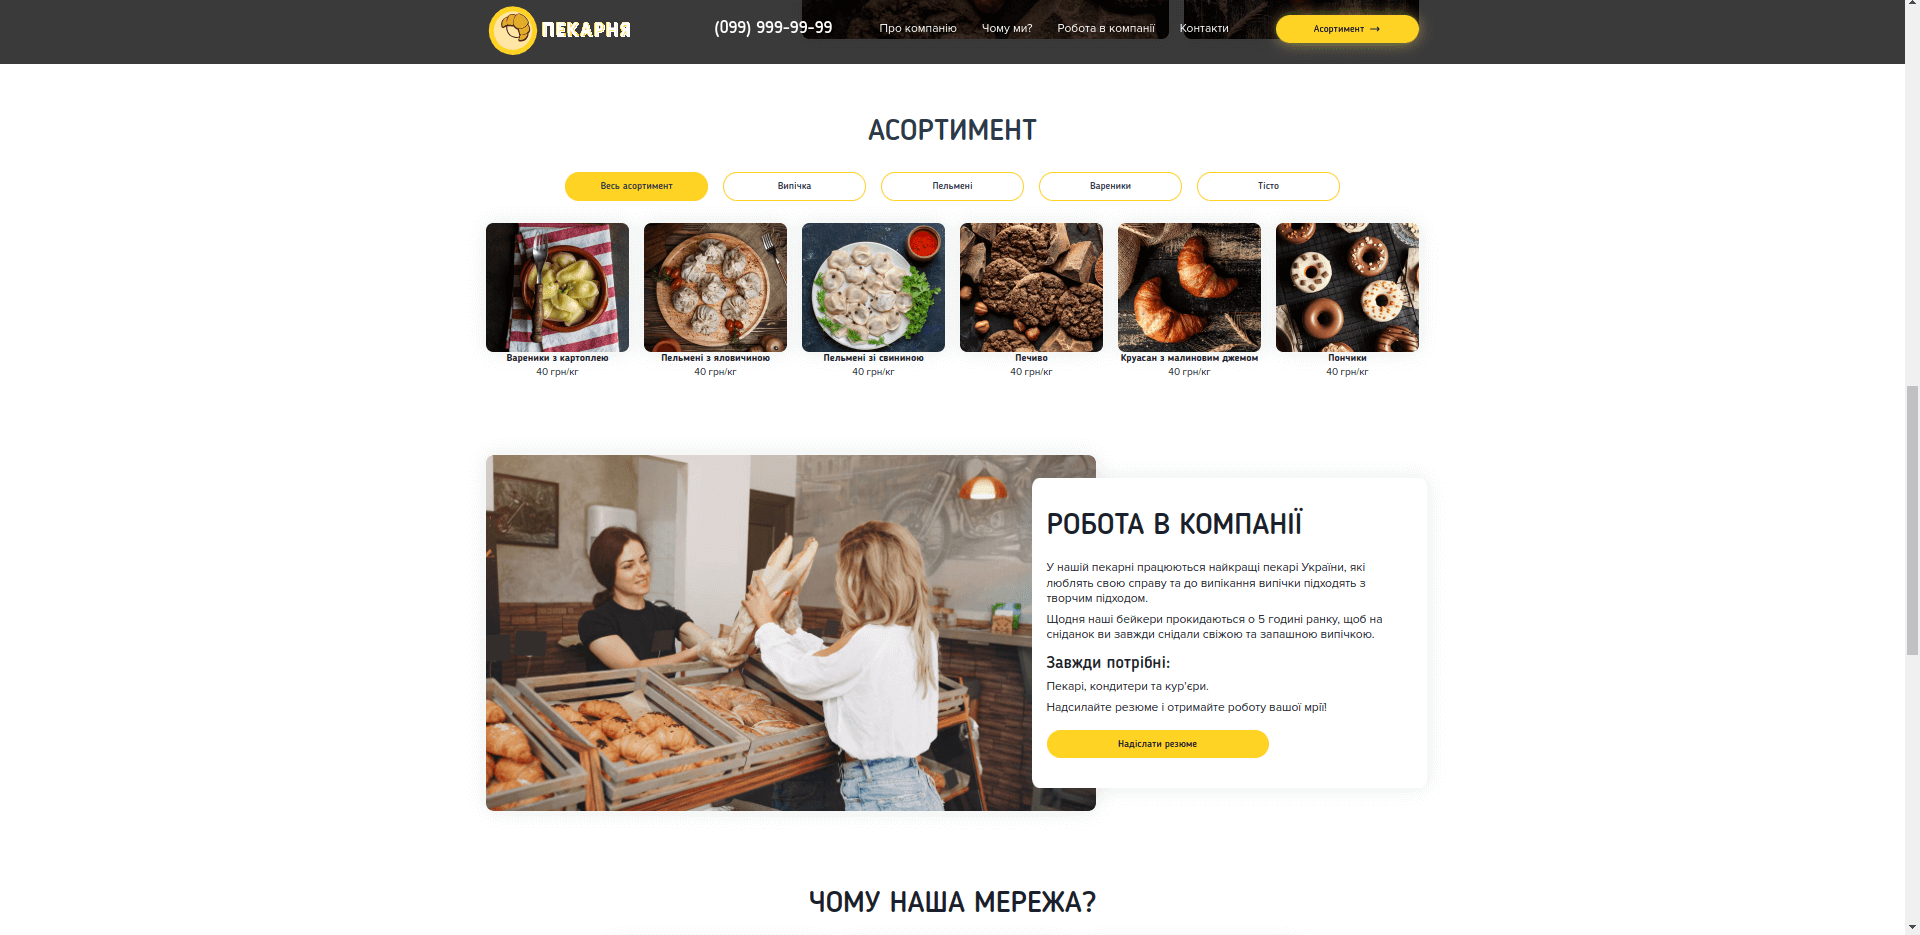 ПЕКАРНЯ
(099) 999-99-99
Про компанію
Чому ми?
Робота в компанії
Контакти
Асортимент →
АСОРТИМЕНТ
Весь асортимент
Випічка
Пельмені
Вареники
Тісто
Вареники з картоплею
40 грн/кг
Пельмені з яловичиною
40 грн/кг
Пельмені зі свининою
40 грн/кг
Печиво
40 грн/кг
Круасан з малиновим джемом
40 грн/кг
Пончики
40 грн/кг
РОБОТА В КОМПАНІЇ
У нашій пекарні працюються найкращі пекарі України, які
люблять свою справу та до випікання випічки підходять з
творчим підходом.
Щодня наші бейкери прокидаються о 5 годині ранку, щоб на
сніданок ви завжди снідали свіжою та запашною випічкою.
Завжди потрібні:
Пекарі, кондитери та кур'єри.
Надсилайте резюме і отримайте роботу вашої мрії!
Надіслати резюме
ЧОМУ НАША МЕРЕЖА?